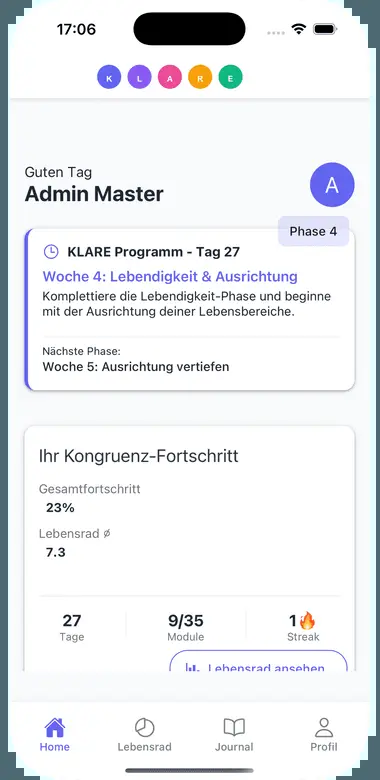 17:06
K L A R E
Guten Tag
Admin Master
A
Phase 4
KLARE Programm - Tag 27
Woche 4: Lebendigkeit & Ausrichtung
Komplettiere die Lebendigkeit-Phase und beginne
mit der Ausrichtung deiner Lebensbereiche.
Nächste Phase:
Woche 5: Ausrichtung vertiefen
Ihr Kongruenz-Fortschritt
Gesamtfortschritt
23%
Lebensrad ⌀
7.3
27 9/35 1🔥
Tage Module Streak
Lebensrad ansehen
Home Lebensrad Journal Profil